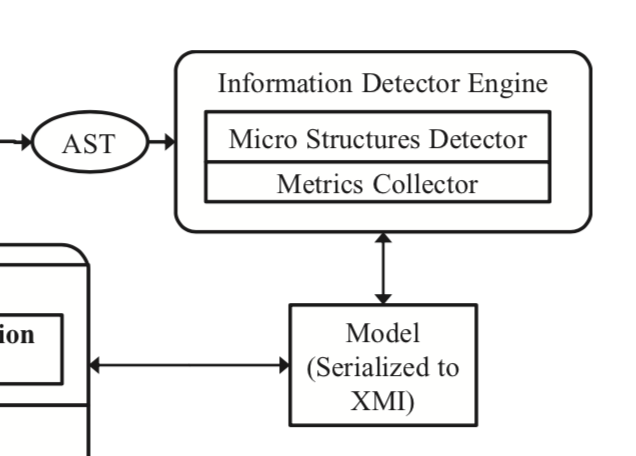 Information Detector Engine
AST
Micro Structures Detector
Metrics Collector
ion
Model
(Serialized to
XMI)